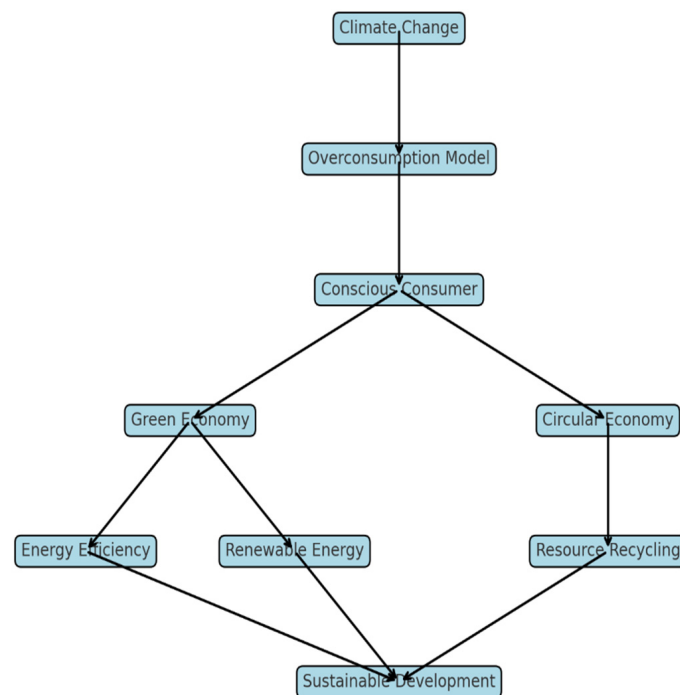 Climate Change
Overconsumption Model
Conscious Consumer
Green Economy
Circular Economy
Energy Efficiency
Renewable Energy
Resource Recycling
Sustainable Development